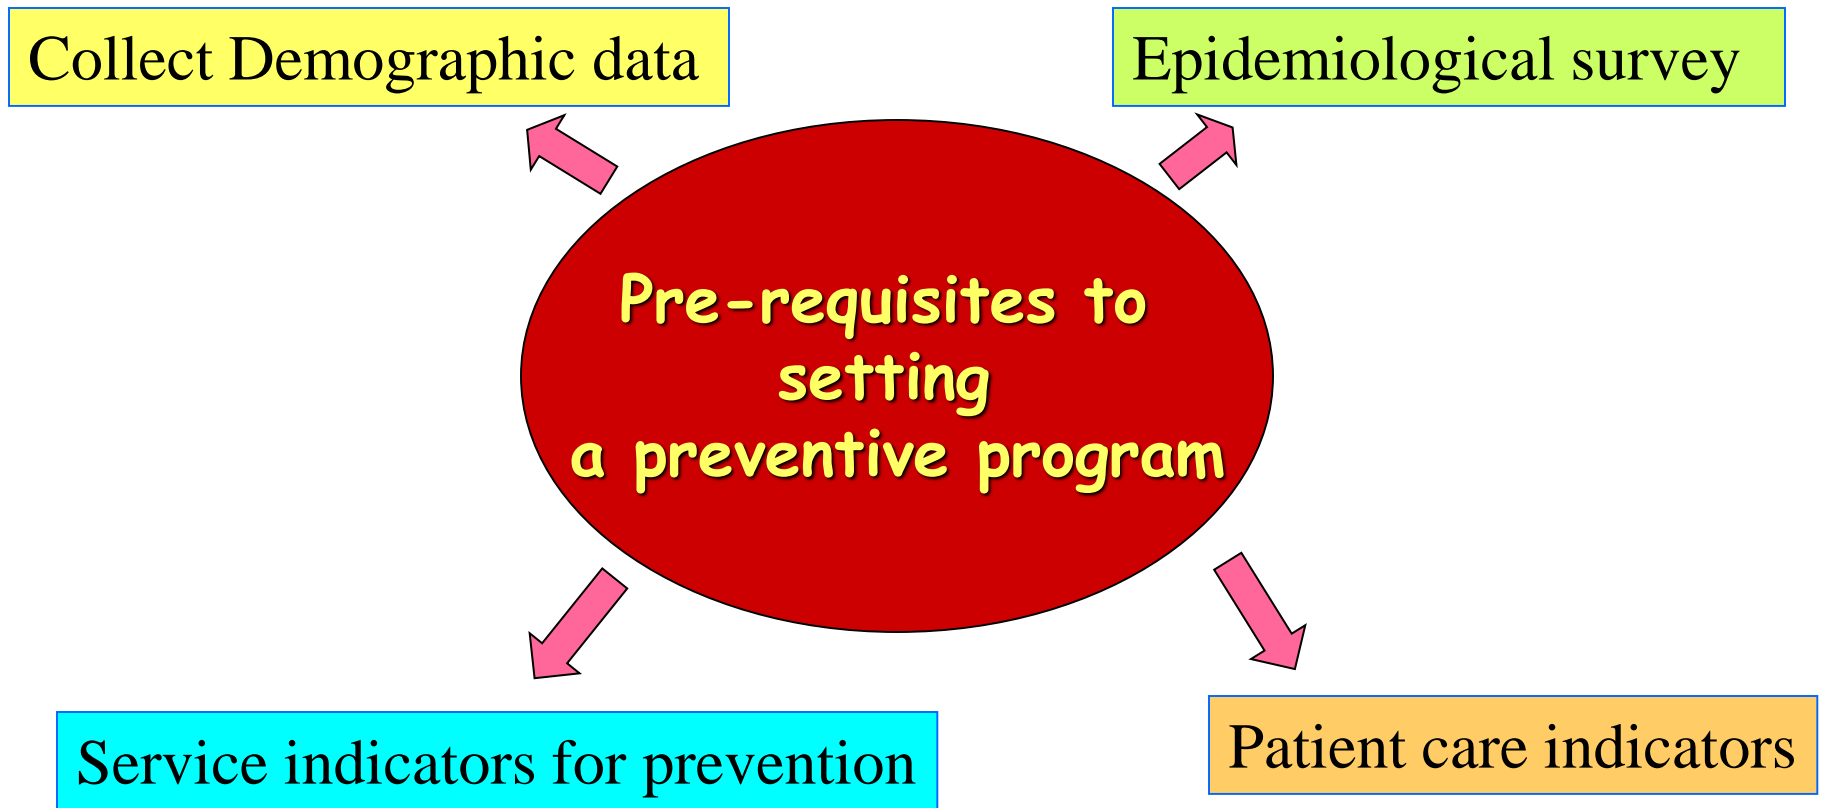 Collect Demographic data
Epidemiological survey
Pre-requisites to
setting
a preventive program
Service indicators for prevention
Patient care indicators